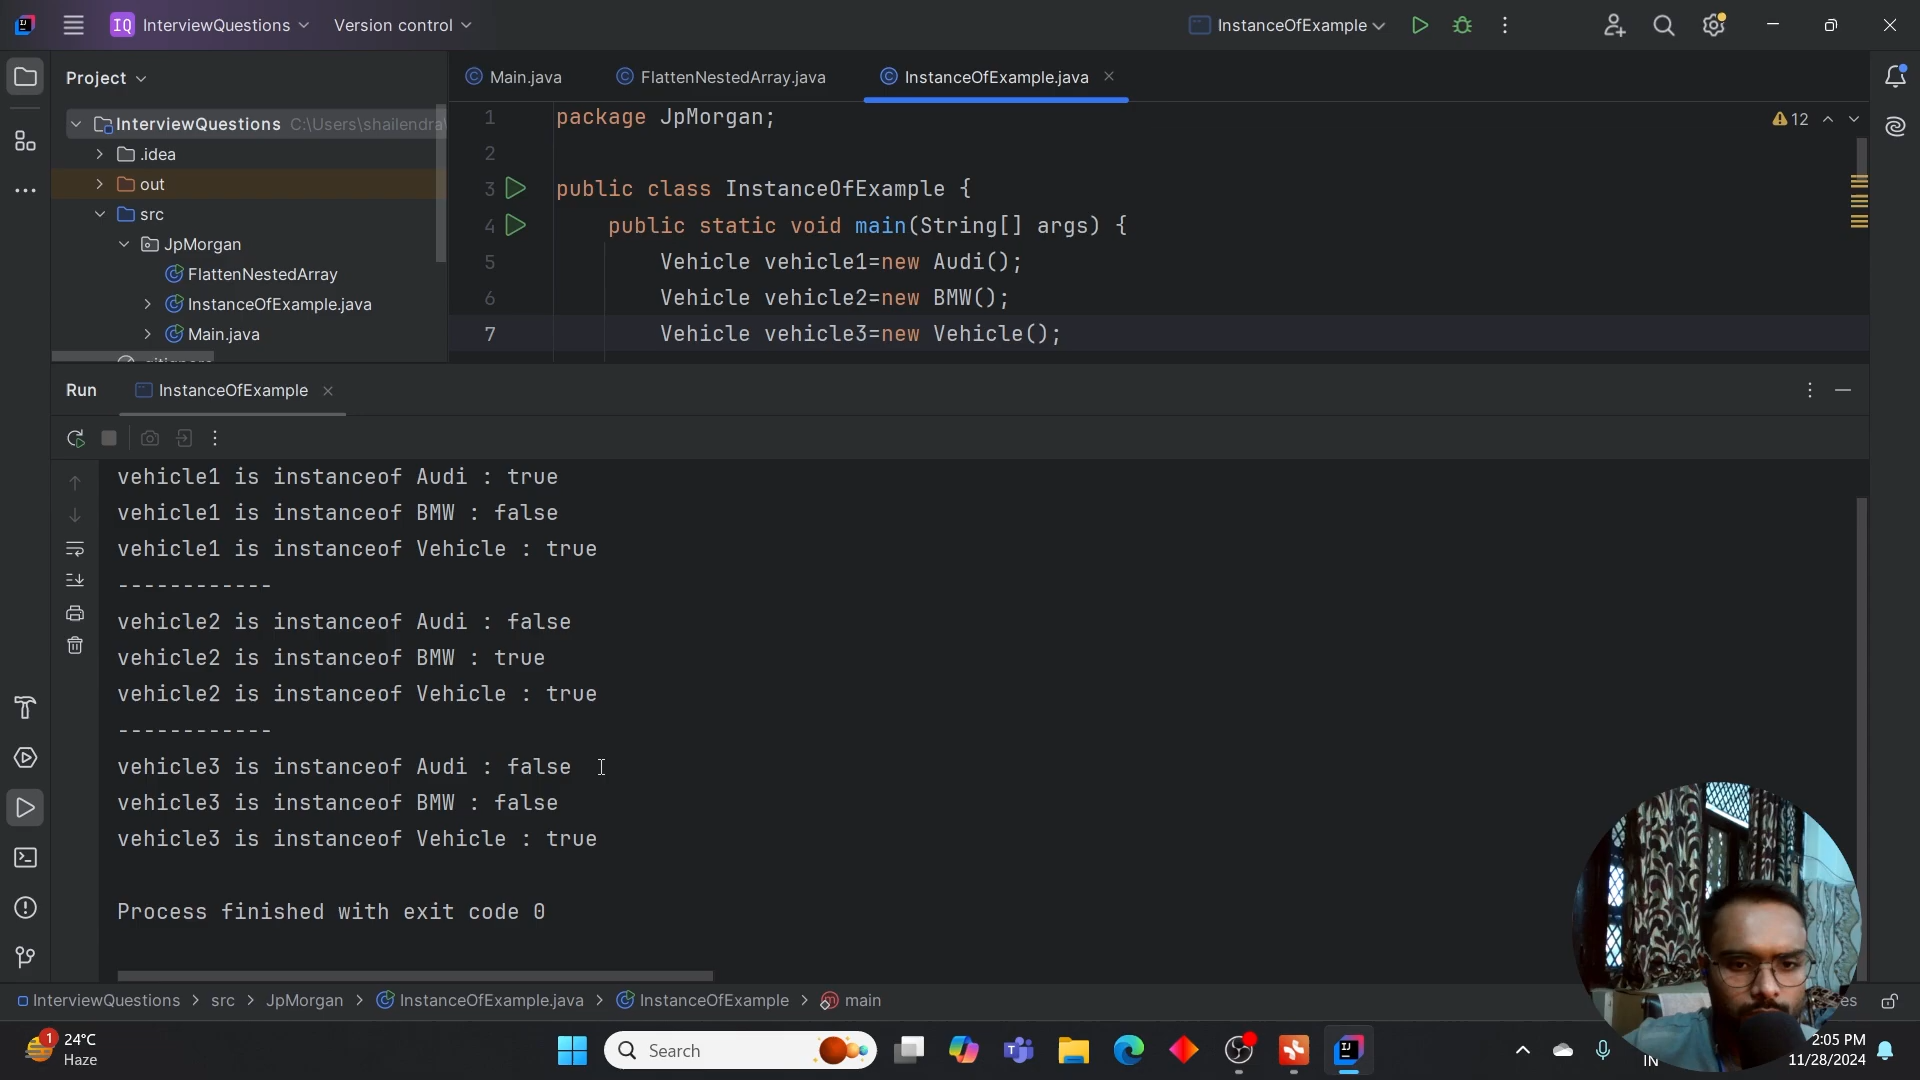 IQ InterviewQuestions Version control InstanceOfExample
Project Main.java FlattenNestedArray.java InstanceOfExample.java
InterviewQuestions C:\Users\shailendra
.idea
out
src
JpMorgan
FlattenNestedArray
InstanceOfExample.java
Main.java
.gitignore
12
1 package JpMorgan;
2
3 public class InstanceOfExample {
4 public static void main(String[] args) {
5 Vehicle vehicle1=new Audi();
6 Vehicle vehicle2=new BMW();
7 Vehicle vehicle3=new Vehicle();
Run InstanceOfExample
vehicle1 is instanceof Audi : true
vehicle1 is instanceof BMW : false
vehicle1 is instanceof Vehicle : true
------------
vehicle2 is instanceof Audi : false
vehicle2 is instanceof BMW : true
vehicle2 is instanceof Vehicle : true
------------
vehicle3 is instanceof Audi : false
vehicle3 is instanceof BMW : false
vehicle3 is instanceof Vehicle : true
Process finished with exit code 0
InterviewQuestions > src > JpMorgan > InstanceOfExample.java > InstanceOfExample > main
1 24°C
Haze
Search
IN
2:05 PM
11/28/2024